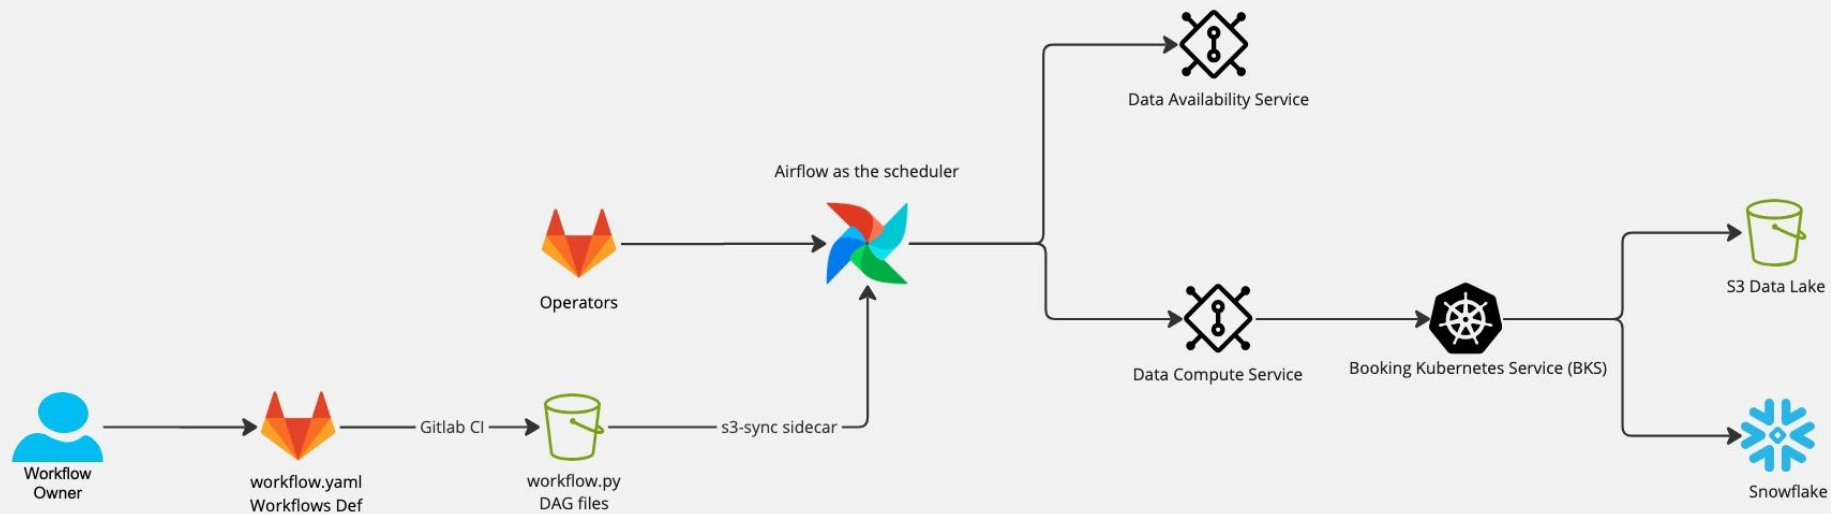 Data Availability Service
Airflow as the scheduler
Operators
S3 Data Lake
Data Compute Service
Booking Kubernetes Service (BKS)
Gitlab CI
s3-sync sidecar
Workflow
Owner
workflow.yaml
Workflows Def
workflow.py
DAG files
Snowflake